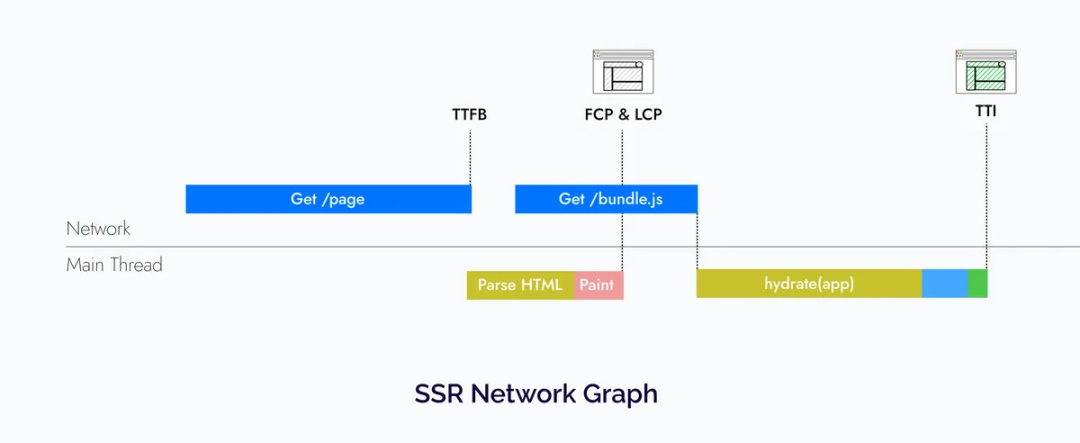 TTFB
FCP & LCP
TTI
Get /page
Get /bundle.js
Network
Main Thread
Parse HTML
Paint
hydrate(app)
SSR Network Graph